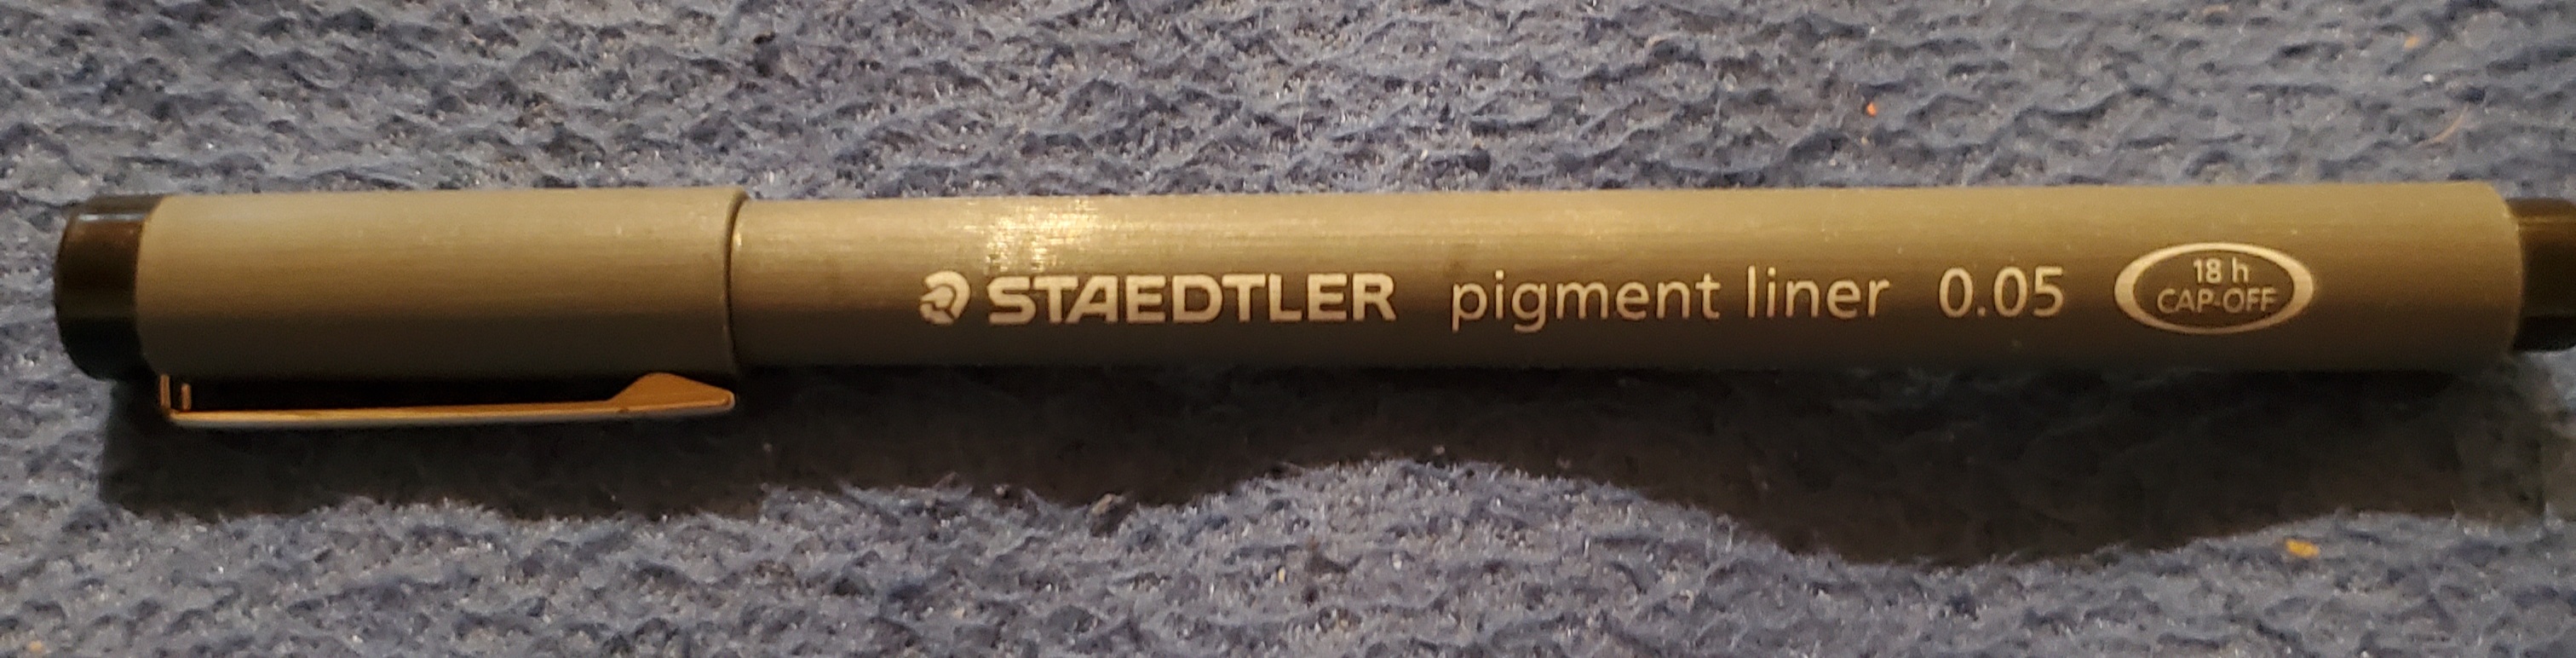 STAEDTLER pigment liner 0.05
18 h
CAP-OFF